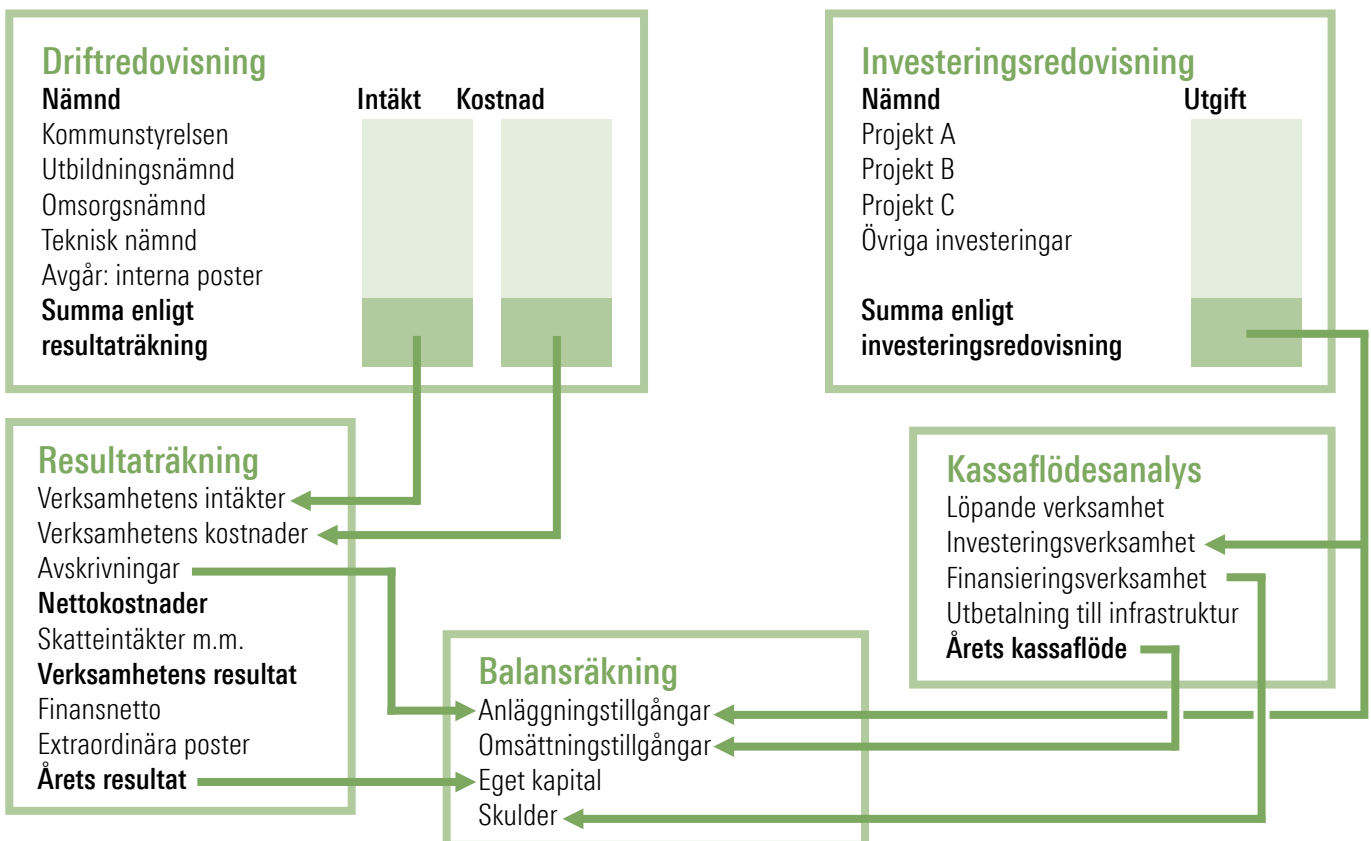 Driftredovisning
Nämnd Intäkt Kostnad
Kommunstyrelsen
Utbildningsnämnd
Omsorgsnämnd
Teknisk nämnd
Avgår: interna poster
Summa enligt
resultaträkning
Investeringsredovisning
Nämnd Utgift
Projekt A
Projekt B
Projekt C
Övriga investeringar
Summa enligt
investeringsredovisning
Resultaträkning
Verksamhetens intäkter
Verksamhetens kostnader
Avskrivningar
Nettokostnader
Skatteintäkter m.m.
Verksamhetens resultat
Finansnetto
Extraordinära poster
Årets resultat
Balansräkning
Anläggningstillgångar
Omsättningstillgångar
Eget kapital
Skulder
Kassaflödesanalys
Löpande verksamhet
Investeringsverksamhet
Finansieringsverksamhet
Utbetalning till infrastruktur
Årets kassaflöde